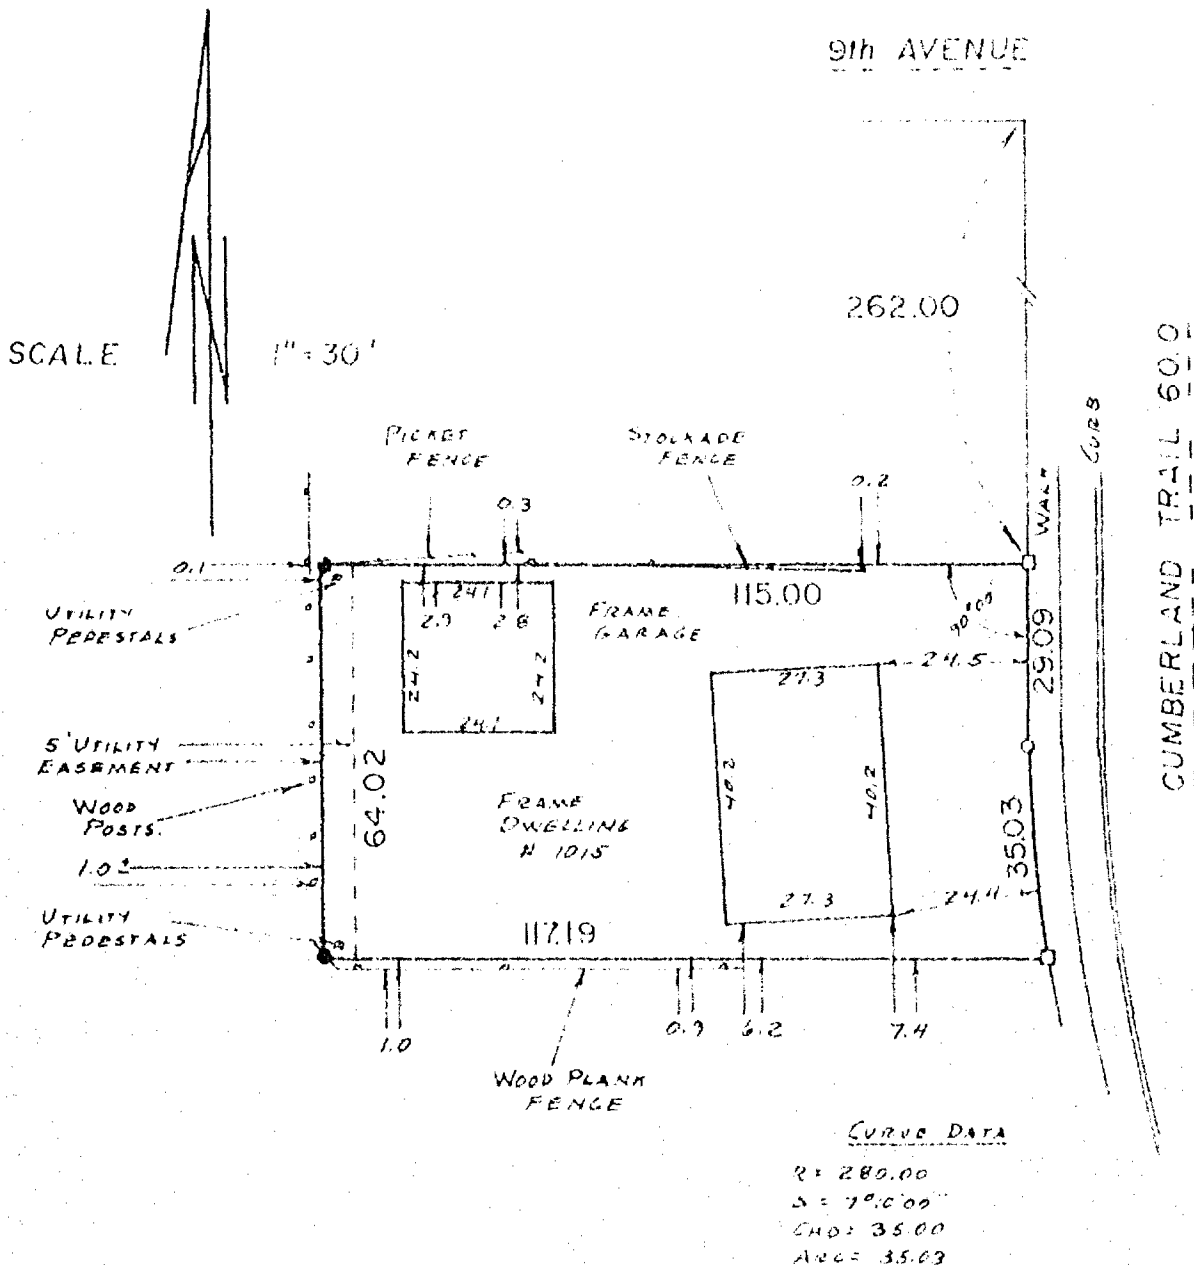 9th AVENUE
262.00
SCALE 1"=30'
CUMBERLAND TRAIL 60.0
CURB
WALK
PICKET
FENCE
STOCKADE
FENCE
0.3
0.2
0.1
UTILITY
PEDESTALS
24.1
2.9
2.8
FRAME
GARAGE
115.00
90°00'
24.2
24.2
24.1
27.3
24.5
29.09
5' UTILITY
EASEMENT
WOOD
POSTS.
64.02
FRAME
DWELLING
# 1015
40.2
40.2
35.03
1.0±
27.3
24.4
UTILITY
PEDESTALS
117.19
1.0
0.9
6.2
7.4
WOOD PLANK
FENCE
CURVE DATA
R= 280.00
CHD= 35.00
ARC= 35.03